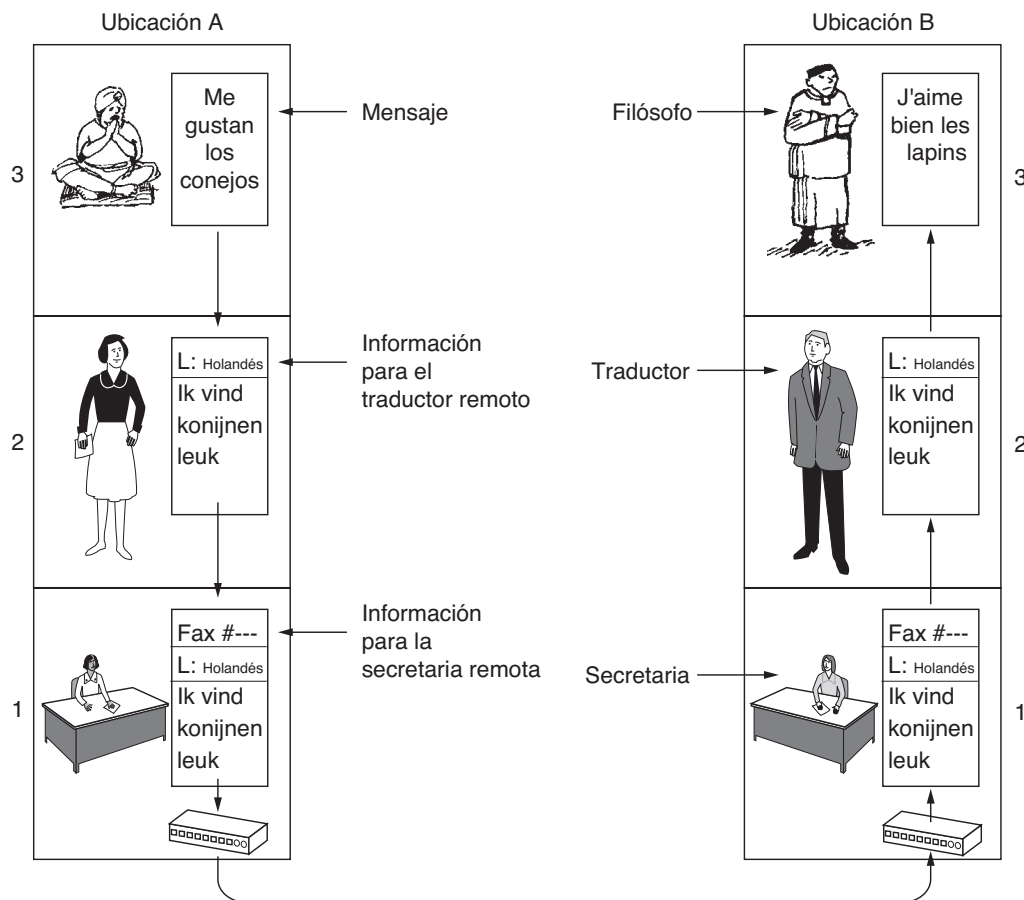 Ubicación A
Ubicación B
3
Me
gustan
los
conejos
Mensaje
Filósofo
J'aime
bien les
lapins
3
2
L: Holandés
Ik vind
konijnen
leuk
Información
para el
traductor remoto
Traductor
L: Holandés
Ik vind
konijnen
leuk
2
1
Fax #---
L: Holandés
Ik vind
konijnen
leuk
Información
para la
secretaria remota
Secretaria
Fax #---
L: Holandés
Ik vind
konijnen
leuk
1